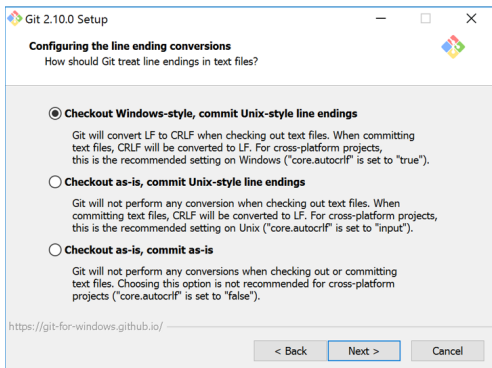 Git 2.10.0 Setup
Configuring the line ending conversions
How should Git treat line endings in text files?
Checkout Windows-style, commit Unix-style line endings
Git will convert LF to CRLF when checking out text files. When committing
text files, CRLF will be converted to LF. For cross-platform projects,
this is the recommended setting on Windows ("core.autocrlf" is set to "true").
Checkout as-is, commit Unix-style line endings
Git will not perform any conversion when checking out text files. When
committing text files, CRLF will be converted to LF. For cross-platform projects,
this is the recommended setting on Unix ("core.autocrlf" is set to "input").
Checkout as-is, commit as-is
Git will not perform any conversions when checking out or committing
text files. Choosing this option is not recommended for cross-platform
projects ("core.autocrlf" is set to "false").
https://git-for-windows.github.io/
< Back Next > Cancel